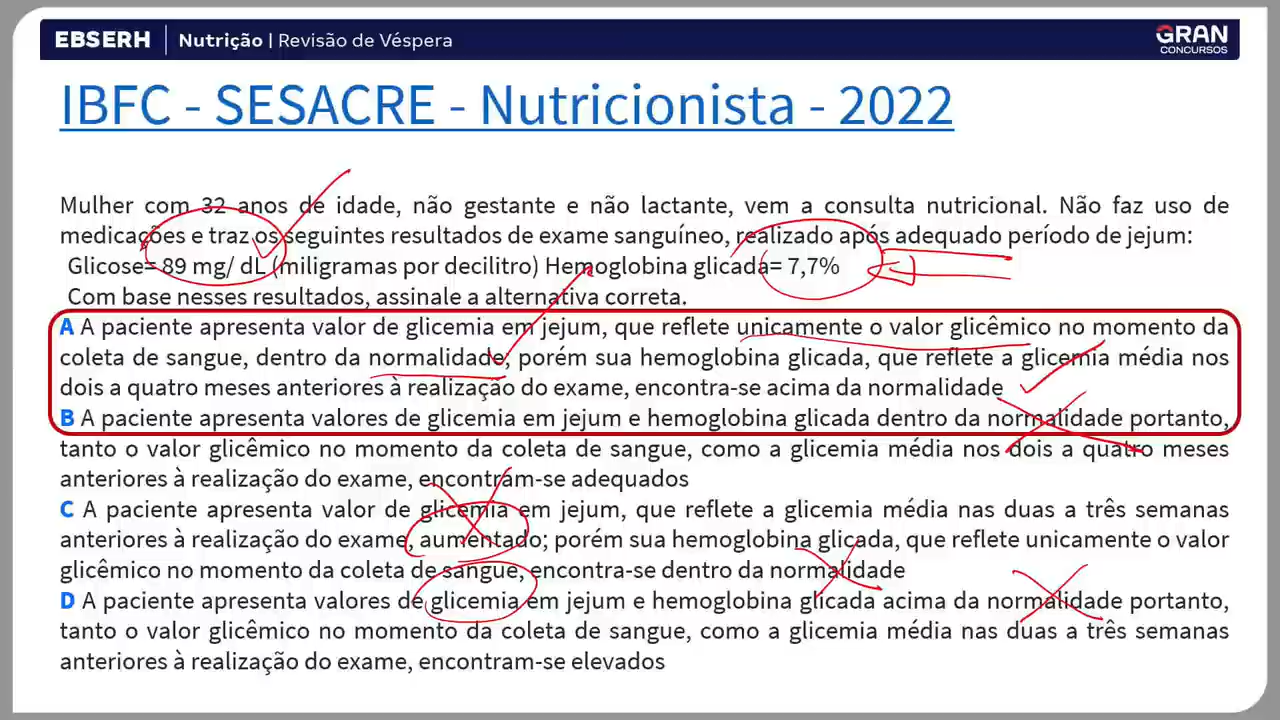 EBSERH | Nutrição | Revisão de Véspera
GRAN CONCURSOS
IBFC - SESACRE - Nutricionista - 2022
Mulher com 32 anos de idade, não gestante e não lactante, vem a consulta nutricional. Não faz uso de
medicações e traz os seguintes resultados de exame sanguíneo, realizado após adequado período de jejum:
Glicose= 89 mg/ dL (miligramas por decilitro) Hemoglobina glicada= 7,7%
Com base nesses resultados, assinale a alternativa correta.
A A paciente apresenta valor de glicemia em jejum, que reflete unicamente o valor glicêmico no momento da
coleta de sangue, dentro da normalidade; porém sua hemoglobina glicada, que reflete a glicemia média nos
dois a quatro meses anteriores à realização do exame, encontra-se acima da normalidade
B A paciente apresenta valores de glicemia em jejum e hemoglobina glicada dentro da normalidade portanto,
tanto o valor glicêmico no momento da coleta de sangue, como a glicemia média nos dois a quatro meses
anteriores à realização do exame, encontram-se adequados
C A paciente apresenta valor de glicemia em jejum, que reflete a glicemia média nas duas a três semanas
anteriores à realização do exame, aumentado; porém sua hemoglobina glicada, que reflete unicamente o valor
glicêmico no momento da coleta de sangue, encontra-se dentro da normalidade
D A paciente apresenta valores de glicemia em jejum e hemoglobina glicada acima da normalidade portanto,
tanto o valor glicêmico no momento da coleta de sangue, como a glicemia média nas duas a três semanas
anteriores à realização do exame, encontram-se elevados